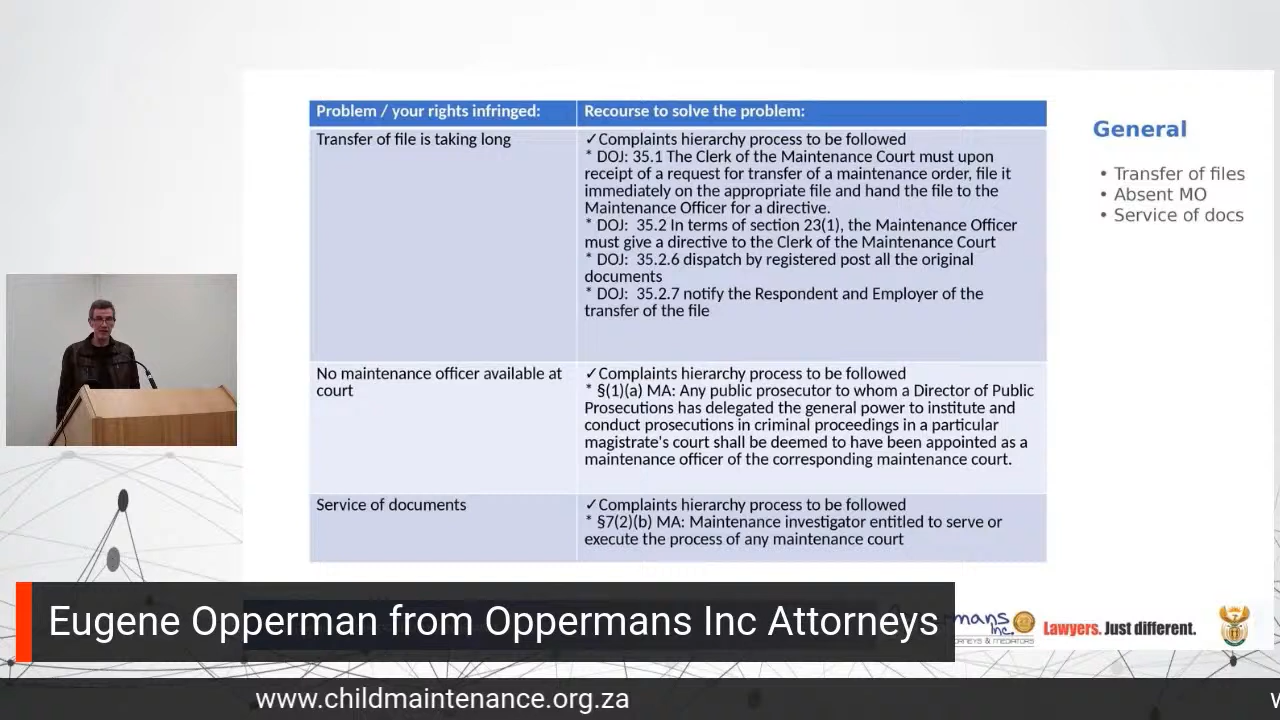 Problem / your rights infringed:
Recourse to solve the problem:
Transfer of file is taking long
✓Complaints hierarchy process to be followed
* DOJ: 35.1 The Clerk of the Maintenance Court must upon
receipt of a request for transfer of a maintenance order, file it
immediately on the appropriate file and hand the file to the
Maintenance Officer for a directive.
* DOJ: 35.2 In terms of section 23(1), the Maintenance Officer
must give a directive to the Clerk of the Maintenance Court
* DOJ: 35.2.6 dispatch by registered post all the original
documents
* DOJ: 35.2.7 notify the Respondent and Employer of the
transfer of the file
No maintenance officer available at
court
✓Complaints hierarchy process to be followed
* §(1)(a) MA: Any public prosecutor to whom a Director of Public
Prosecutions has delegated the general power to institute and
conduct prosecutions in criminal proceedings in a particular
magistrate's court shall be deemed to have been appointed as a
maintenance officer of the corresponding maintenance court.
Service of documents
✓Complaints hierarchy process to be followed
* §7(2)(b) MA: Maintenance investigator entitled to serve or
execute the process of any maintenance court
General
• Transfer of files
• Absent MO
• Service of docs
Eugene Opperman from Oppermans Inc Attorneys
mans
Inc.
& MEDIATORS
Lawyers. Just different.
www.childmaintenance.org.za